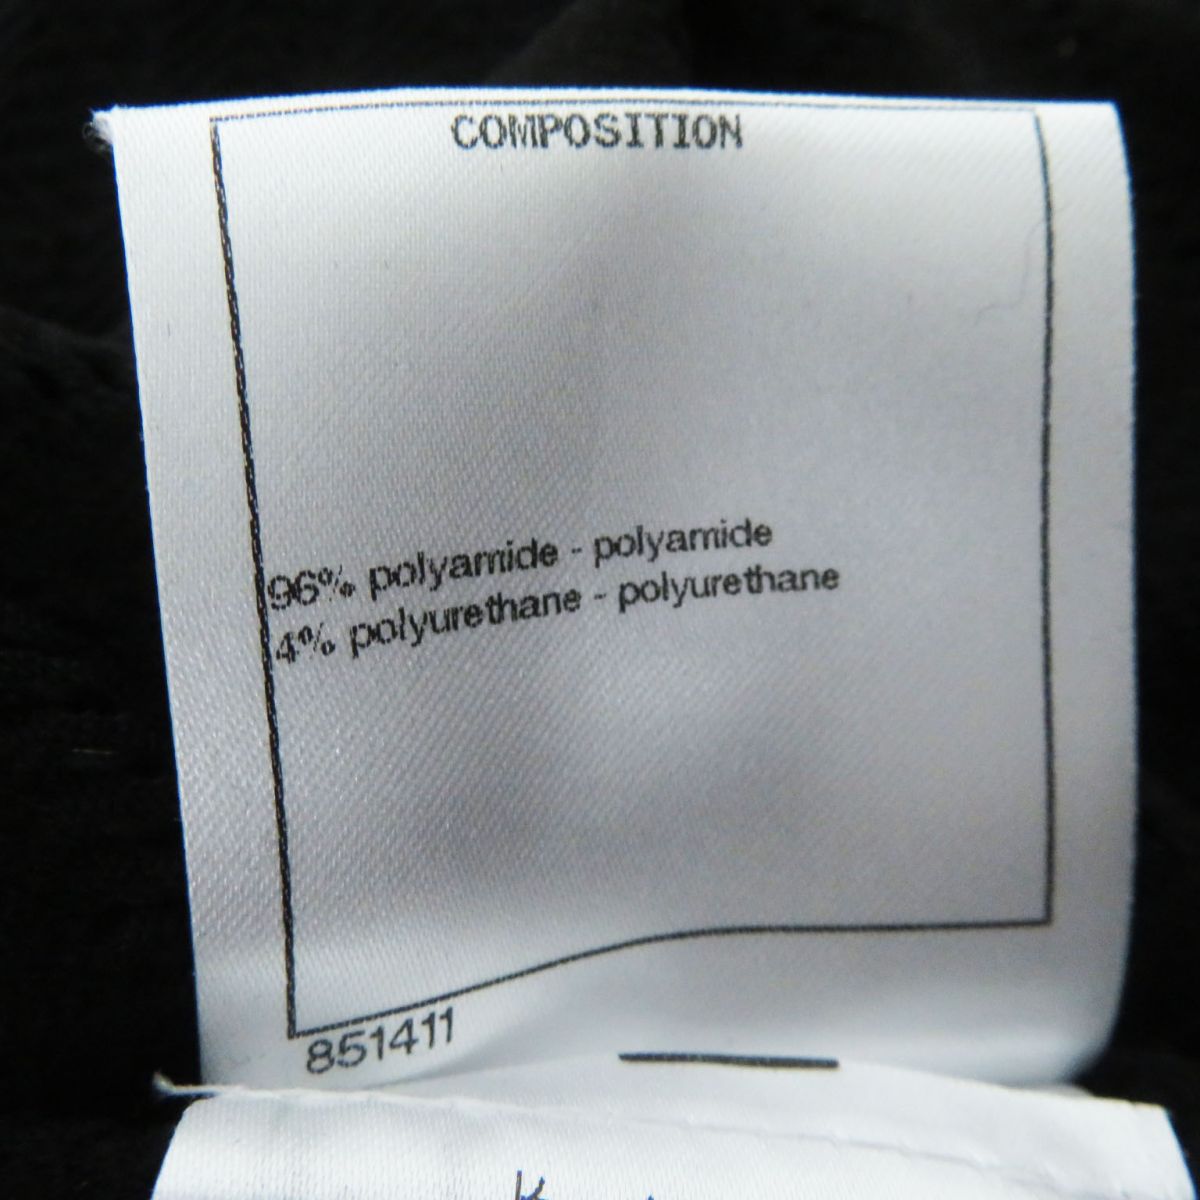 COMPOSITION
96% polyamide - polyamide
4% polyurethane - polyurethane
851411